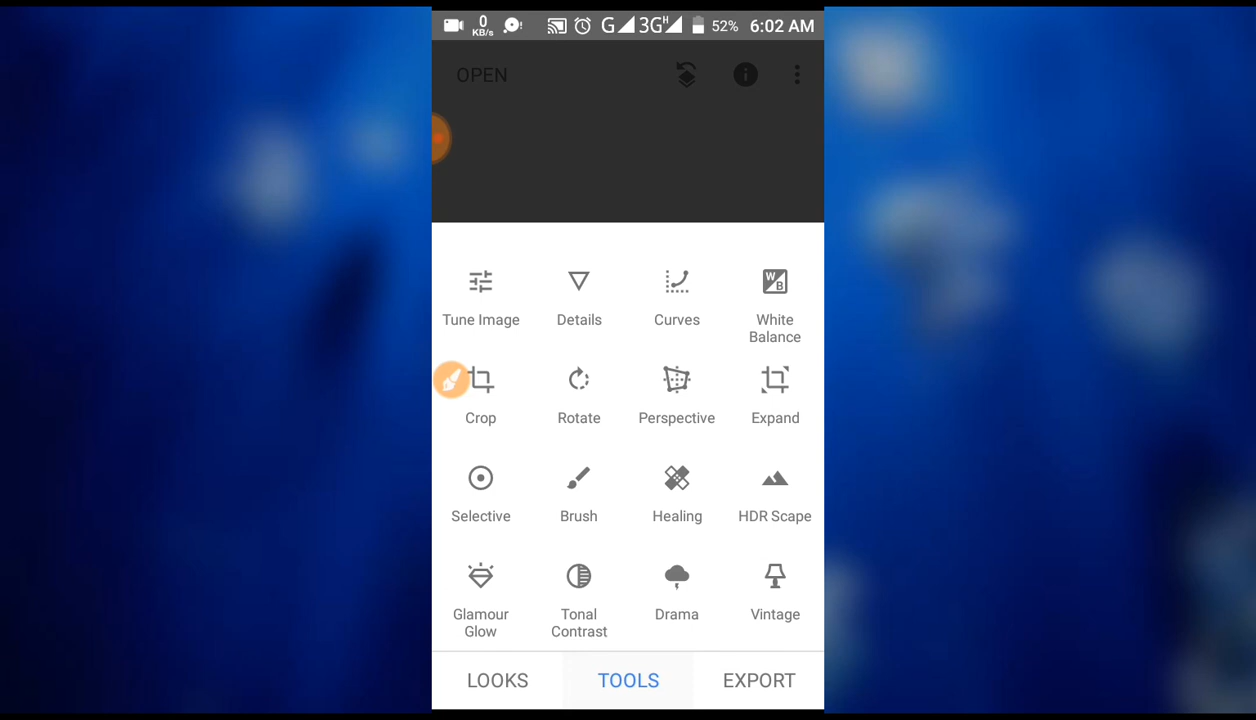 0 KB/s G 3G H 52% 6:02 AM
OPEN
Tune Image Details Curves White Balance
Crop Rotate Perspective Expand
Selective Brush Healing HDR Scape
Glamour Glow Tonal Contrast Drama Vintage
LOOKS TOOLS EXPORT